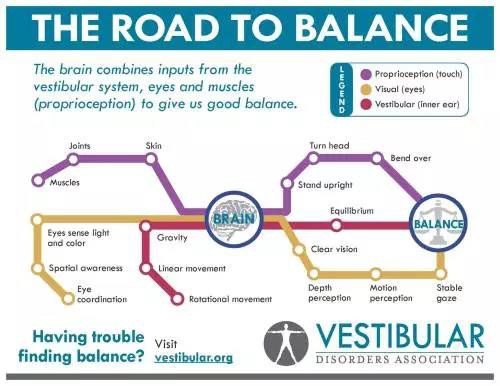 THE ROAD TO BALANCE
The brain combines inputs from the
vestibular system, eyes and muscles
(proprioception) to give us good balance.
LEGEND
Proprioception (touch)
Visual (eyes)
Vestibular (inner ear)
Joints
Skin
Muscles
Turn head
Bend over
Stand upright
BRAIN
Equilibrium
BALANCE
Eyes sense light
and color
Gravity
Clear vision
Spatial awareness
Linear movement
Eye
coordination
Rotational movement
Depth
perception
Motion
perception
Stable
gaze
Having trouble
finding balance?
Visit
vestibular.org
VESTIBULAR
DISORDERS ASSOCIATION